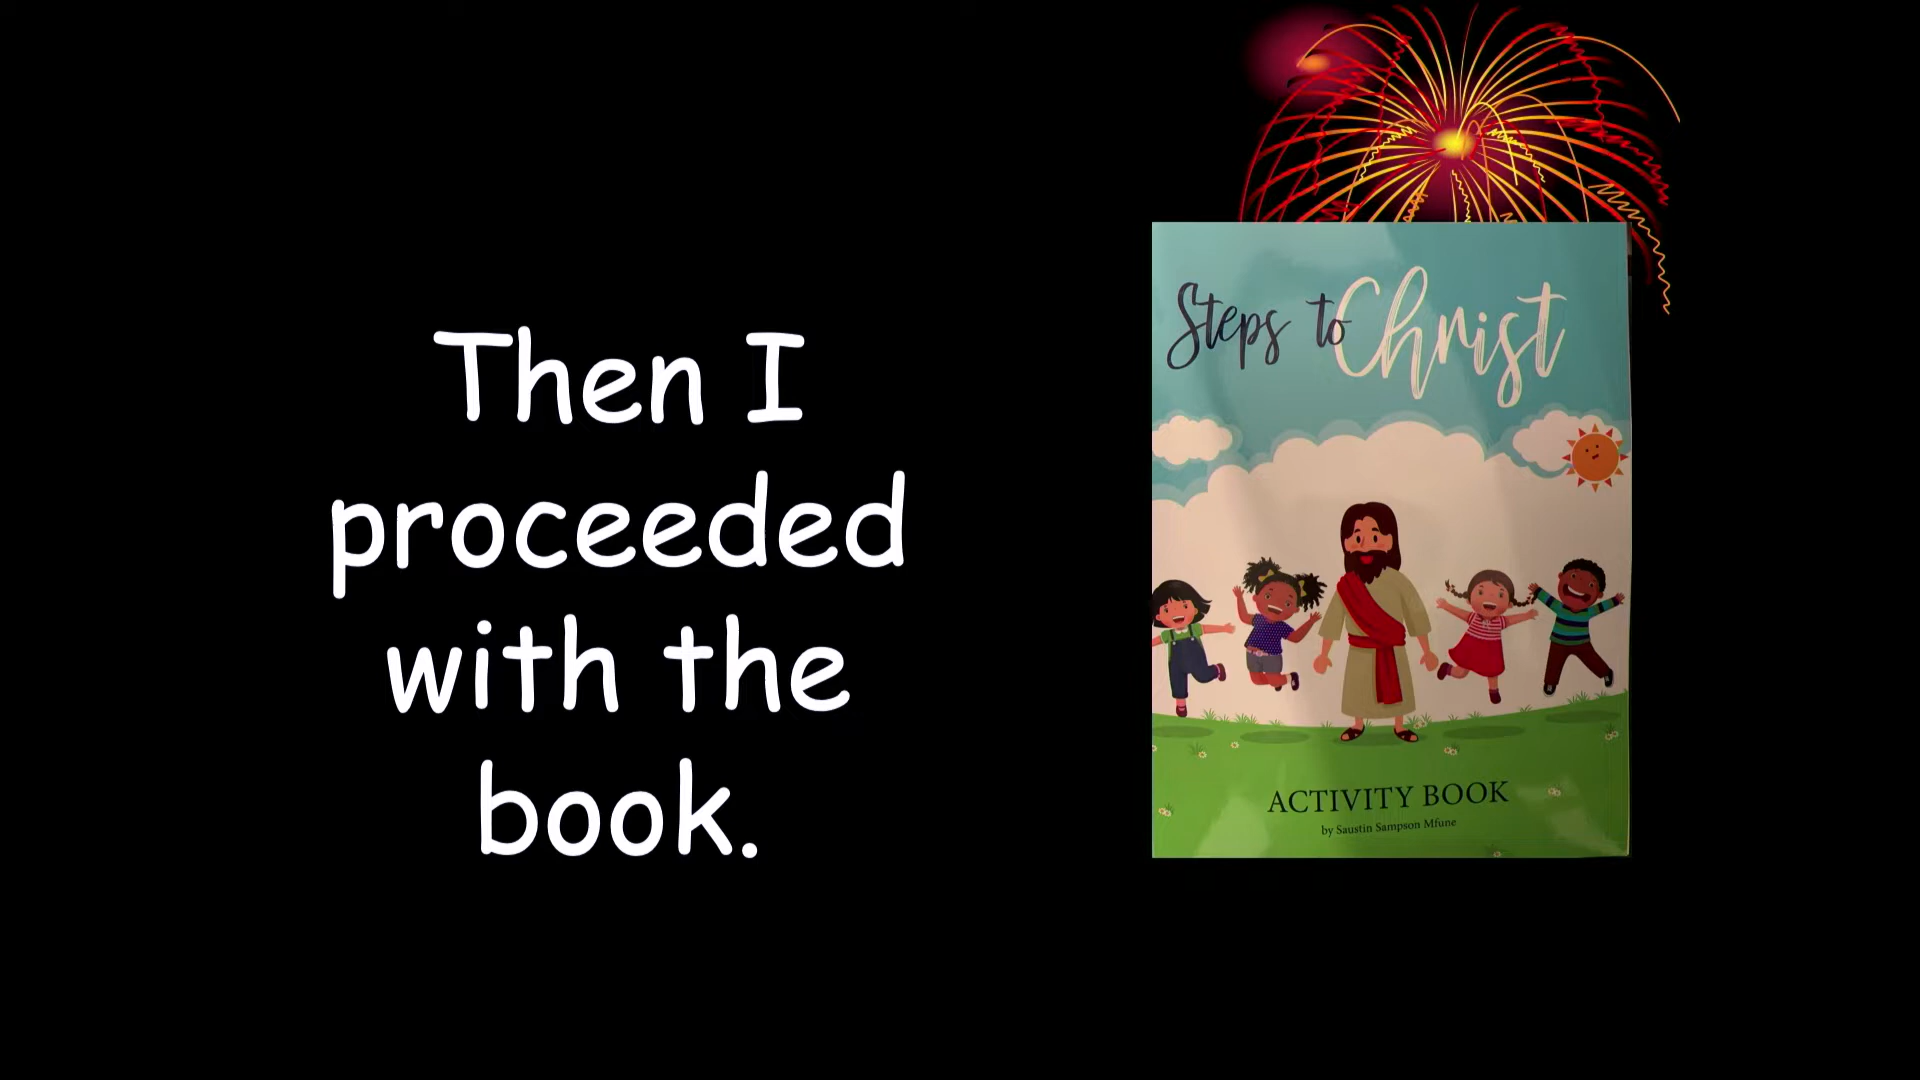 Then I
proceeded
with the
book.
Steps to Christ
ACTIVITY BOOK
by Saustin Sampson Mfune